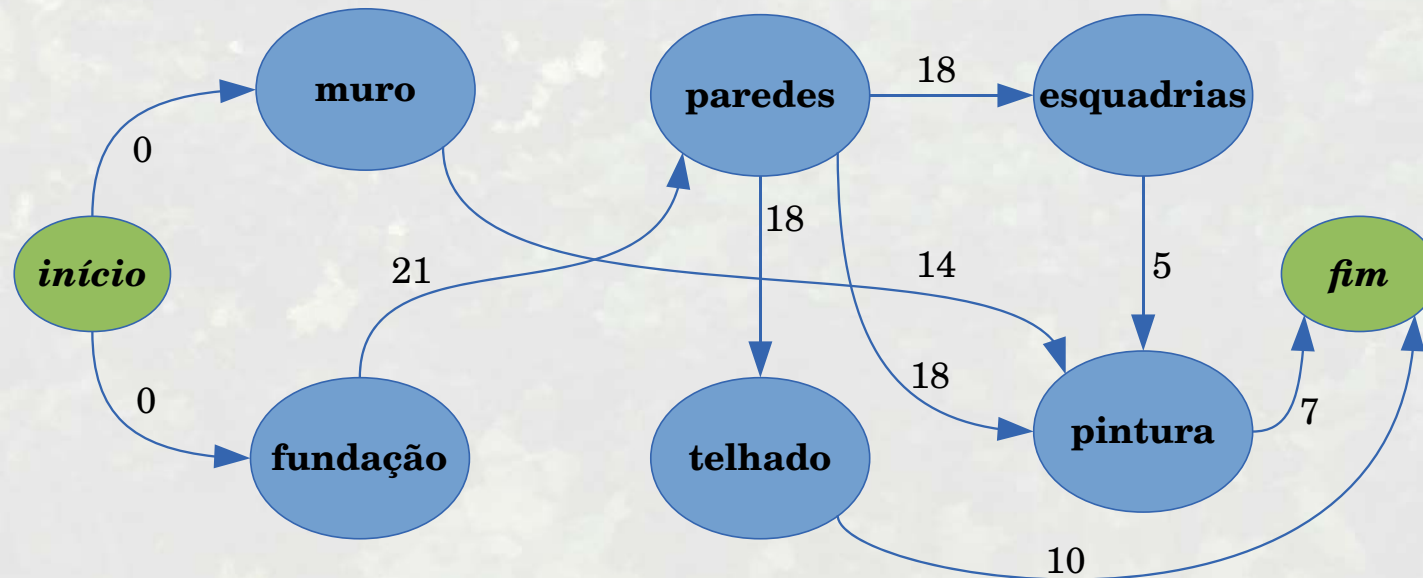 muro
paredes
18
esquadrias
0
18
início
21
14
5
fim
0
18
7
fundação
telhado
pintura
10